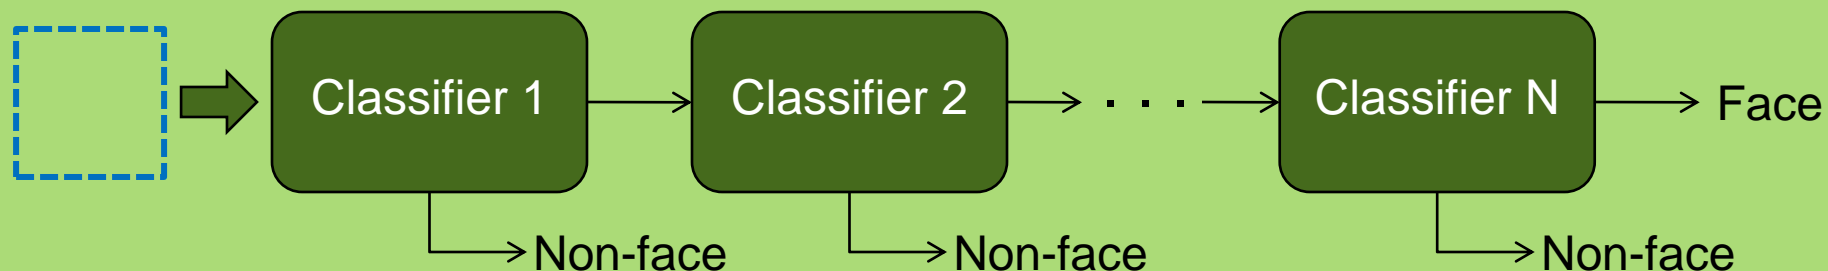 Classifier 1
Classifier 2
. . .
Classifier N
Face
Non-face
Non-face
Non-face